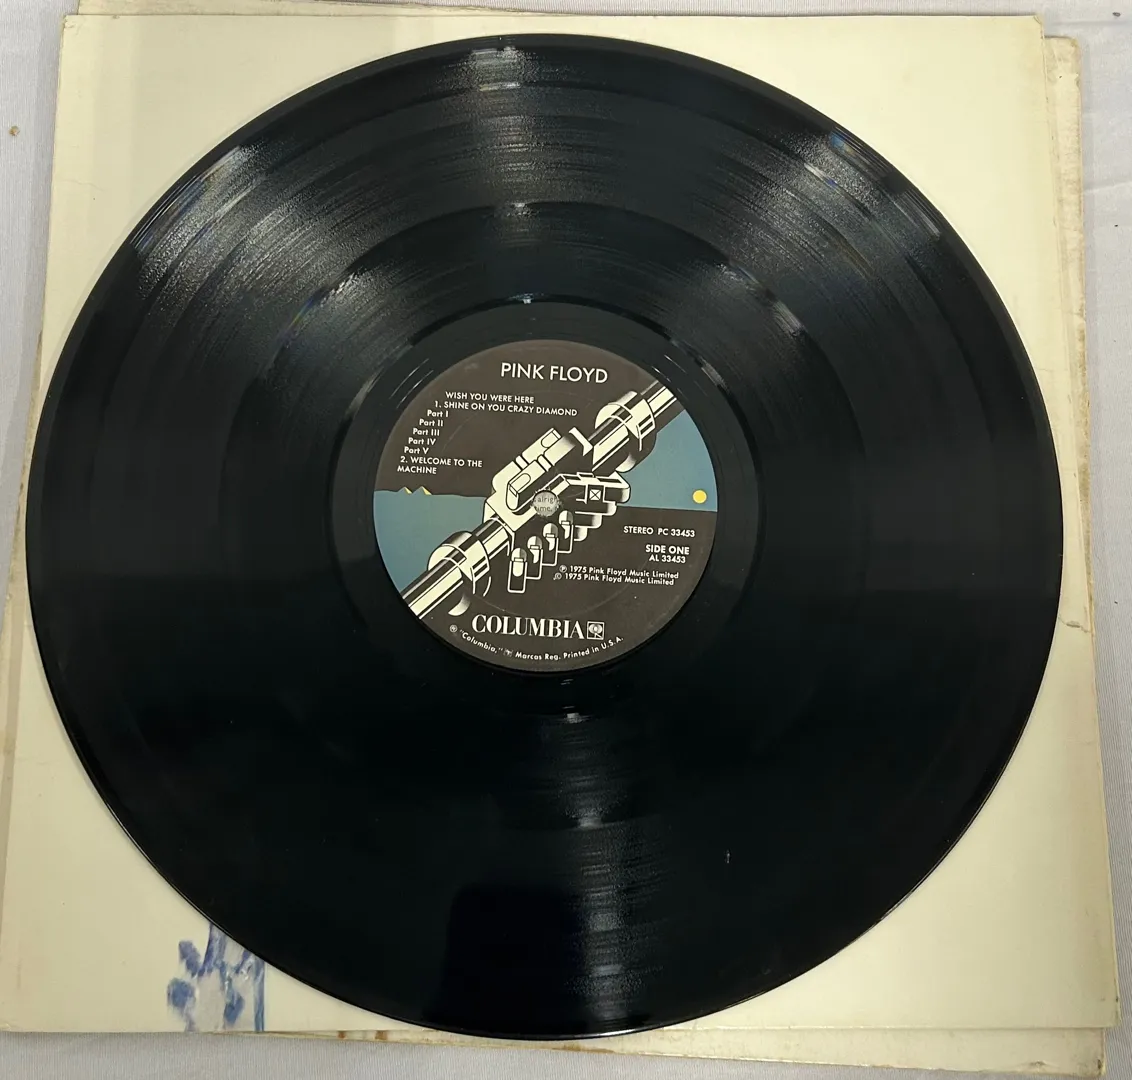 PINK FLOYD
WISH YOU WERE HERE
1. SHINE ON YOU CRAZY DIAMOND
Part I
Part II
Part III
Part IV
Part V
2. WELCOME TO THE
MACHINE
STEREO PC 33453
SIDE ONE
AL 33453
℗ 1975 Pink Floyd Music Limited
© 1975 Pink Floyd Music Limited
COLUMBIA
® "Columbia," Marcas Reg. Printed in U.S.A.